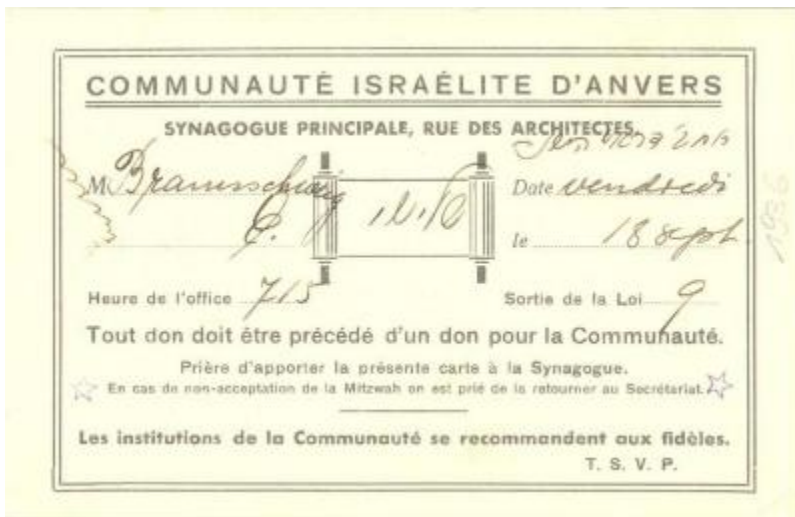 COMMUNAUTÉ ISRAÉLITE D'ANVERS
SYNAGOGUE PRINCIPALE, RUE DES ARCHITECTES.
M. Braunschweig
Date vendredi
le 18 sept.
1936
Heure de l'office 715
Sortie de la Loi 9
Tout don doit être précédé d'un don pour la Communauté.
Prière d'apporter la présente carte à la Synagogue.
En cas de non-acceptation de la Mitzwah on est prié de la retourner au Secrétariat.
Les institutions de la Communauté se recommandent aux fidèles.
T. S. V. P.